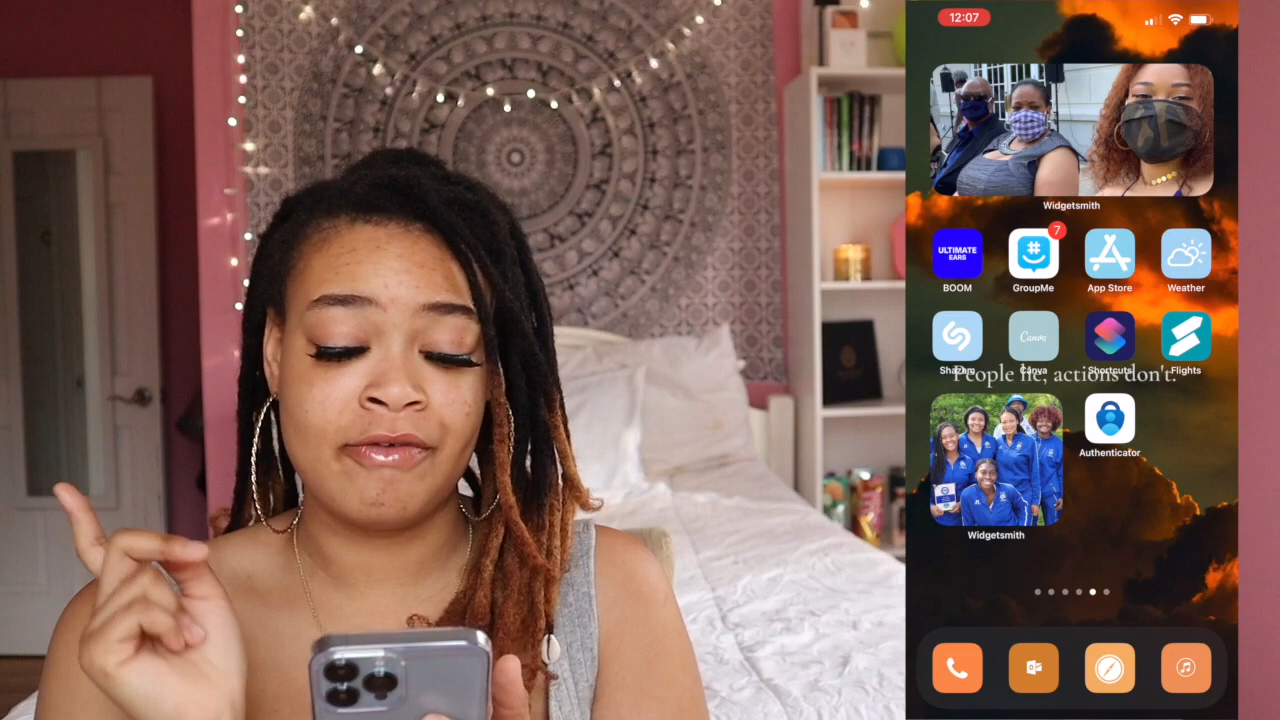 12:07
Widgetsmith
ULTIMATE
EARS
7
BOOM
GroupMe
App Store
Weather
Canva
Shazam
Canva
Shortcuts
Flights
People lie, actions don't.
Authenticator
Widgetsmith